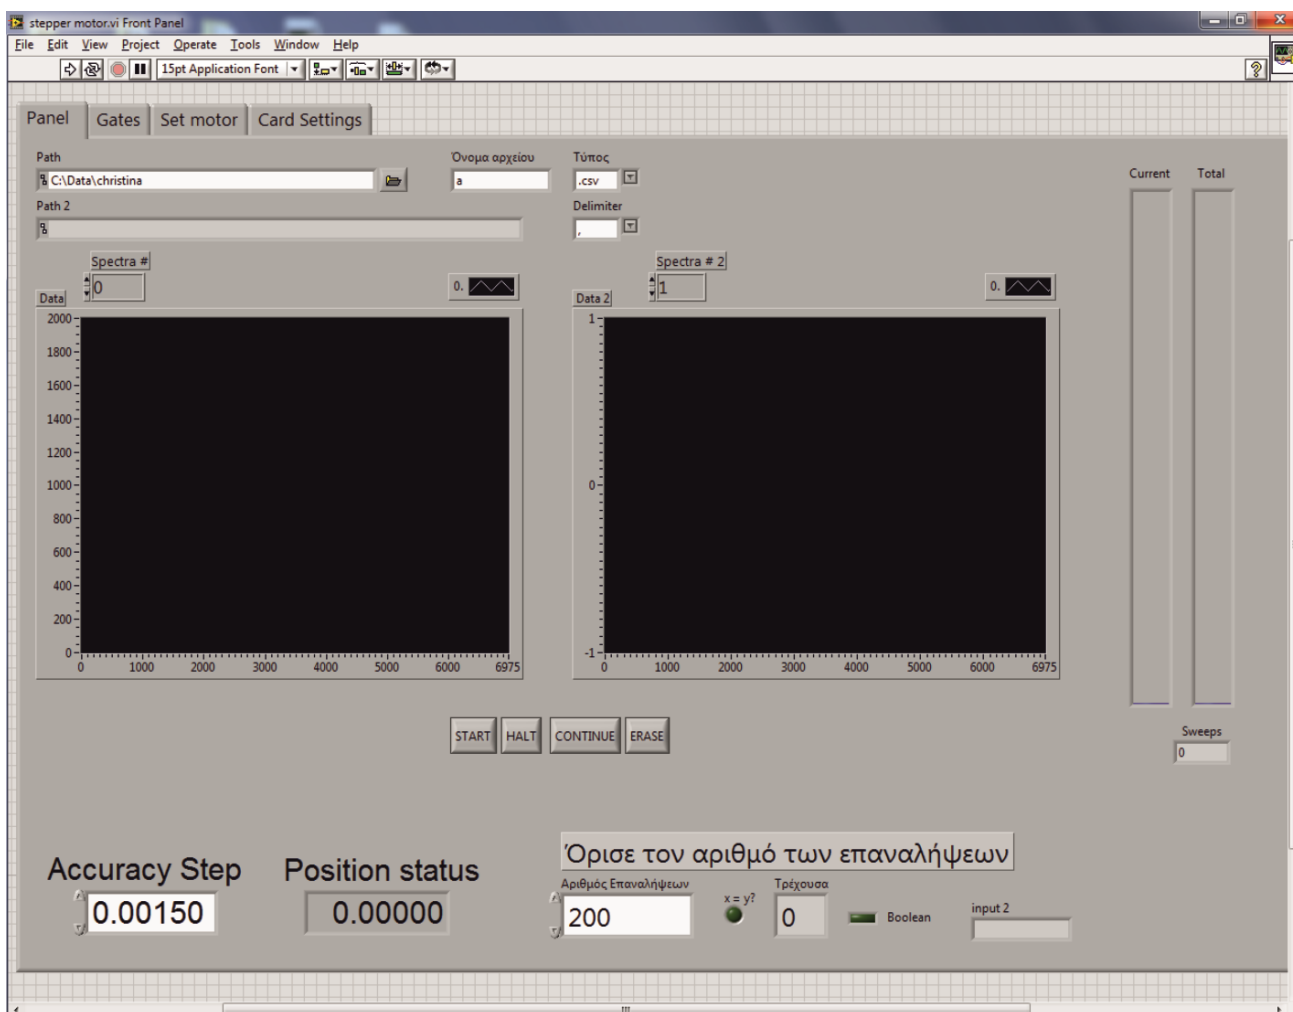 stepper motor.vi Front Panel
File Edit View Project Operate Tools Window Help
15pt Application Font
Panel Gates Set motor Card Settings
Path
C:\Data\christina
Όνομα αρχείου
a
Τύπος
.csv
Current Total
Path 2
Delimiter
,
Spectra #
0
0.
Data
2000
1800
1600
1400
1200
1000
800
600
400
200
0
0 1000 2000 3000 4000 5000 6000 6975
Spectra # 2
1
0.
Data 2
1
0
-1
0 1000 2000 3000 4000 5000 6000 6975
START HALT CONTINUE ERASE
Sweeps
0
Accuracy Step
0.00150
Position status
0.00000
Όρισε τον αριθμό των επαναλήψεων
Αριθμός Επαναλήψεων
200
x = y?
Τρέχουσα
0
Boolean
input 2